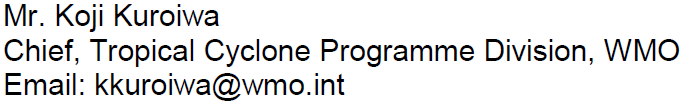 Mr. Koji Kuroiwa
Chief, Tropical Cyclone Programme Division, WMO
Email: kkuroiwa@wmo.int